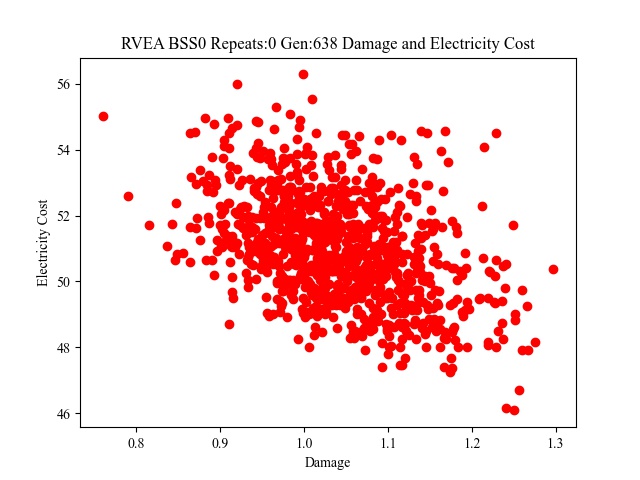 RVEA BSS0 Repeats:0 Gen:638 Damage and Electricity Cost
56
54
52
50
48
46
Electricity Cost
0.8 0.9 1.0 1.1 1.2 1.3
Damage